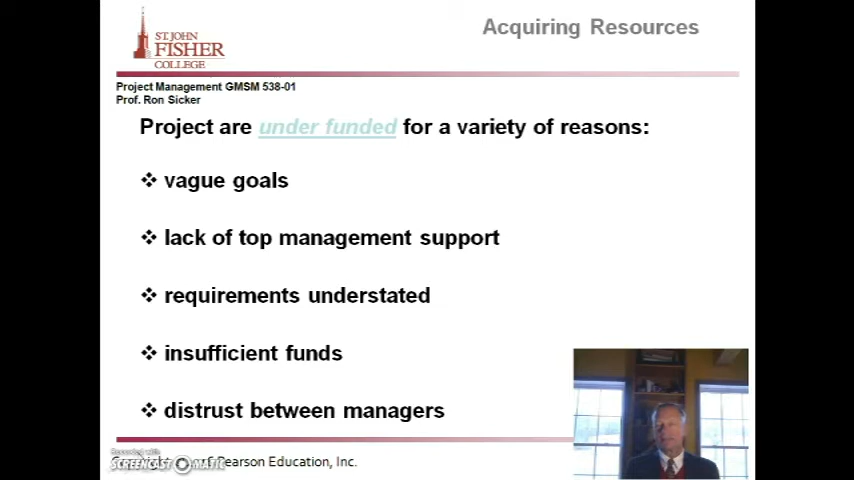 Acquiring Resources
ST. JOHN
FISHER
COLLEGE
Project Management GMSM 538-01
Prof. Ron Sicker
Project are under funded for a variety of reasons:
❖ vague goals
❖ lack of top management support
❖ requirements understated
❖ insufficient funds
❖ distrust between managers
Recorded with
SCREENCAST-O-MATIC
Pearson Education, Inc.